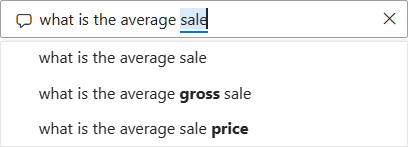 what is the average sale
what is the average sale
what is the average gross sale
what is the average sale price